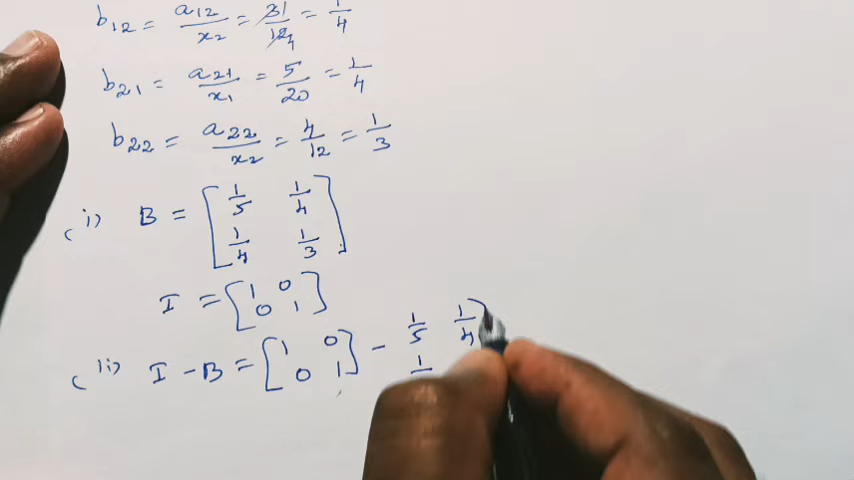 b12 = a12/x2 = 31/12 4 = 1/4
b21 = a21/x1 = 5/20 = 1/4
b22 = a22/x2 = 4/12 = 1/3
(i) B = [1/5 1/4
1/4 1/3]
I = [1 0
0 1]
(ii) I - B = [1 0
0 1] - 1/5 1/4]
1